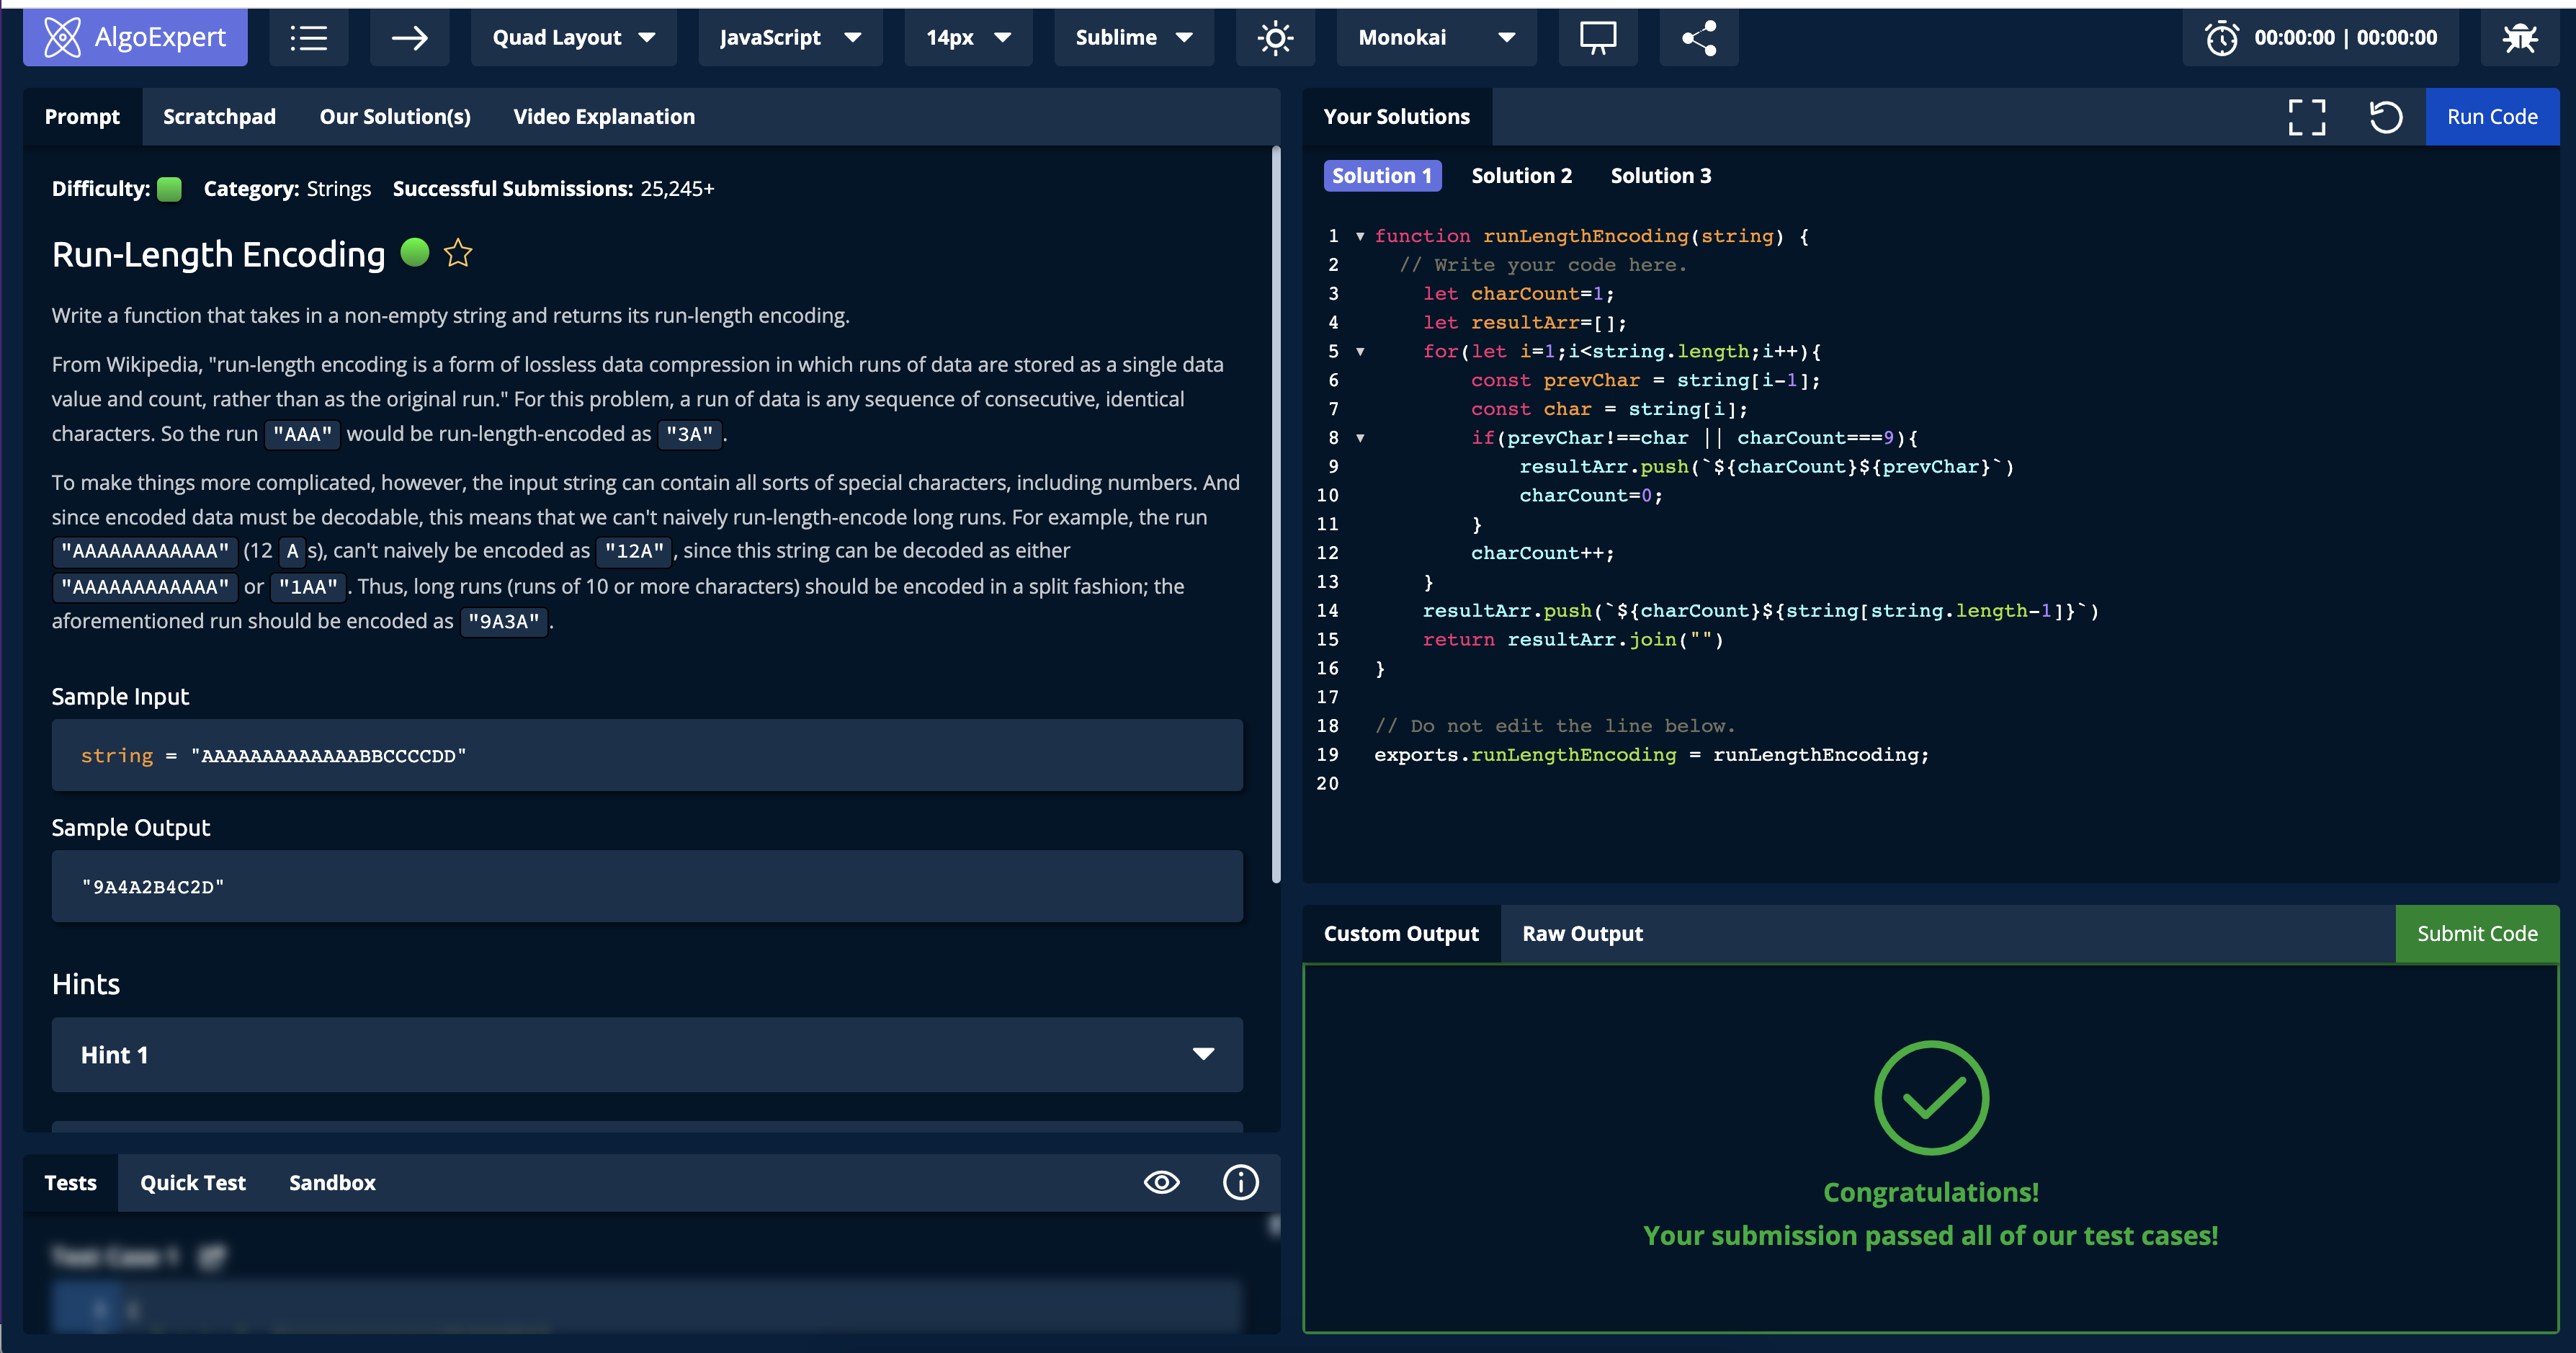 AlgoExpert
Quad Layout
JavaScript
14px
Sublime
Monokai
00:00:00 | 00:00:00
Prompt
Scratchpad
Our Solution(s)
Video Explanation
Difficulty:
Category: Strings
Successful Submissions: 25,245+
Run-Length Encoding
Write a function that takes in a non-empty string and returns its run-length encoding.
From Wikipedia, "run-length encoding is a form of lossless data compression in which runs of data are stored as a single data
value and count, rather than as the original run." For this problem, a run of data is any sequence of consecutive, identical
characters. So the run "AAA" would be run-length-encoded as "3A" .
To make things more complicated, however, the input string can contain all sorts of special characters, including numbers. And
since encoded data must be decodable, this means that we can't naively run-length-encode long runs. For example, the run
"AAAAAAAAAAAA" (12 A s), can't naively be encoded as "12A" , since this string can be decoded as either
"AAAAAAAAAAAA" or "1AA" . Thus, long runs (runs of 10 or more characters) should be encoded in a split fashion; the
aforementioned run should be encoded as "9A3A" .
Sample Input
string = "AAAAAAAAAAAAABBCCCCDD"
Sample Output
"9A4A2B4C2D"
Hints
Hint 1
Tests
Quick Test
Sandbox
Test Case 1
Your Solutions
Run Code
Solution 1
Solution 2
Solution 3
1 function runLengthEncoding(string) {
2 // Write your code here.
3 let charCount=1;
4 let resultArr=[];
5 for(let i=1;i<string.length;i++){
6 const prevChar = string[i-1];
7 const char = string[i];
8 if(prevChar!==char || charCount===9){
9 resultArr.push(`${charCount}${prevChar}`)
10 charCount=0;
11 }
12 charCount++;
13 }
14 resultArr.push(`${charCount}${string[string.length-1]}`)
15 return resultArr.join("")
16 }
17
18 // Do not edit the line below.
19 exports.runLengthEncoding = runLengthEncoding;
20
Custom Output
Raw Output
Submit Code
Congratulations!
Your submission passed all of our test cases!